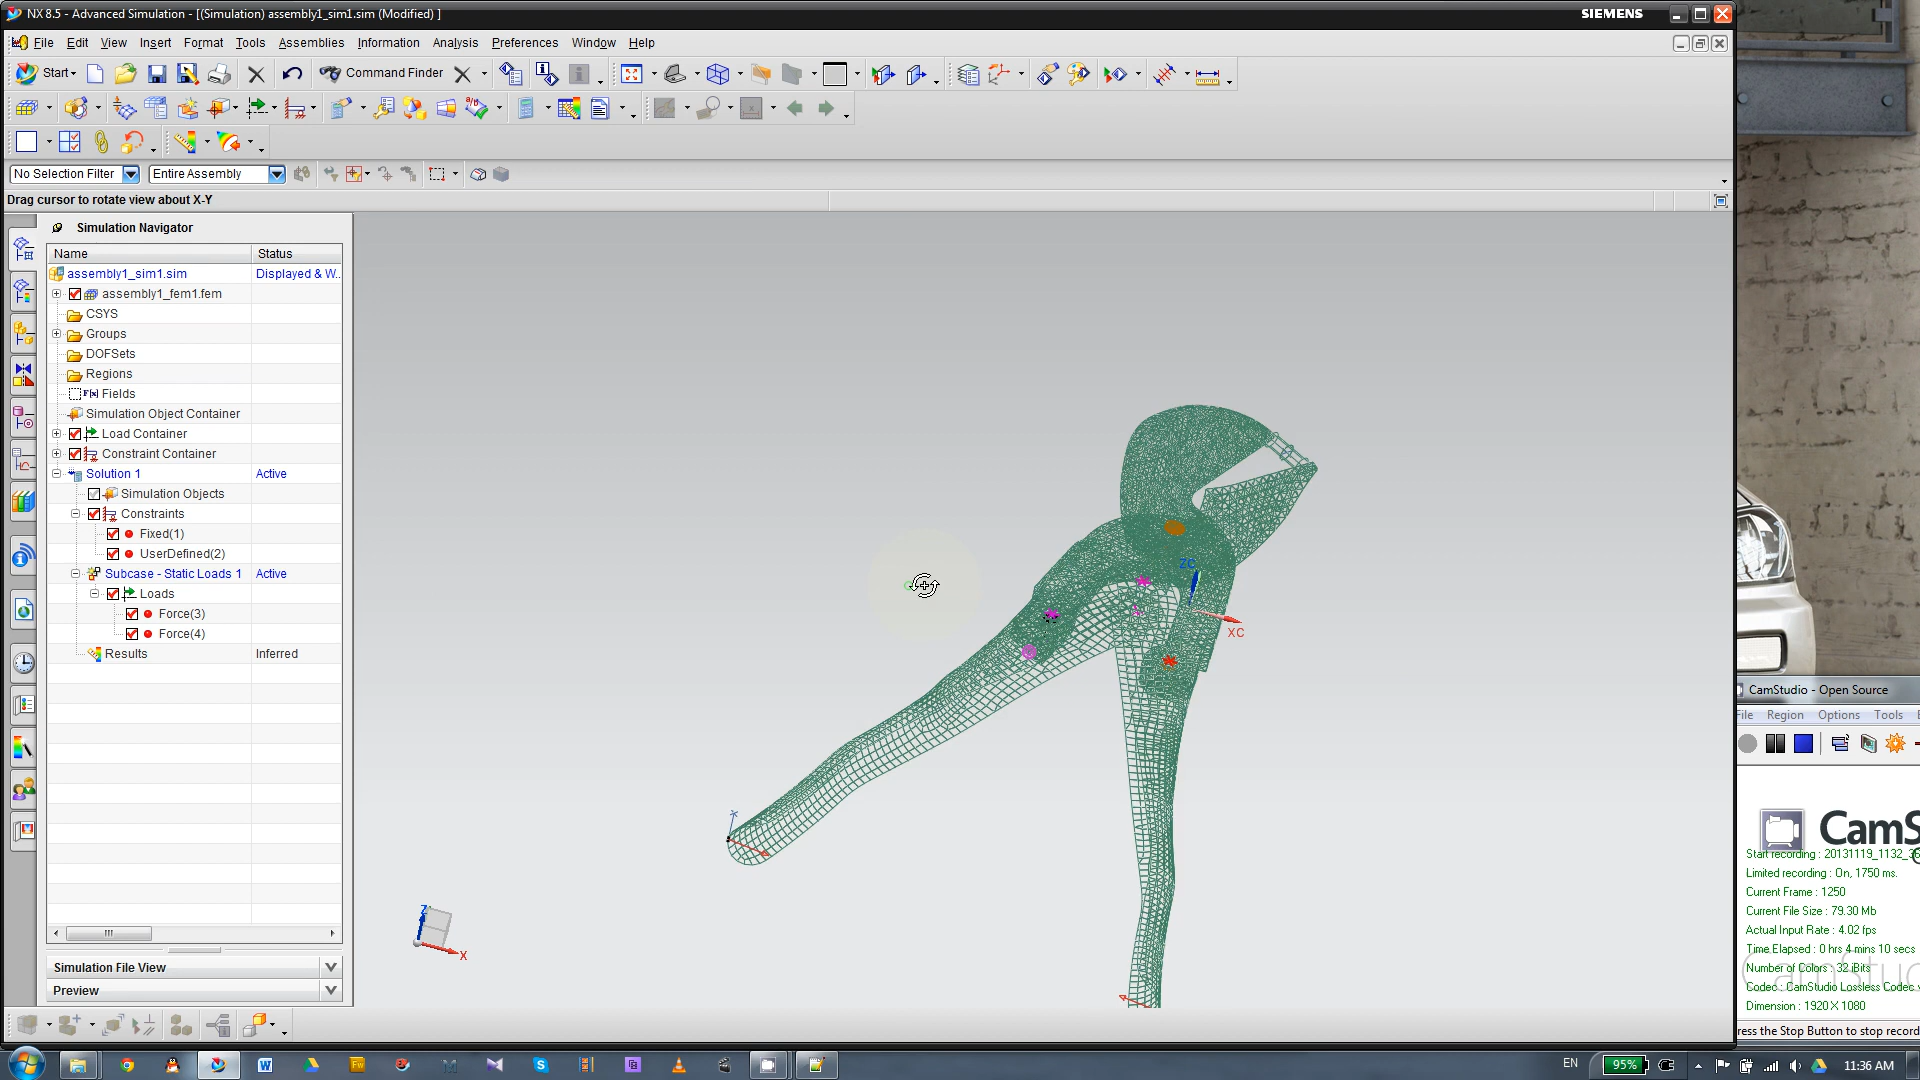 NX 8.5 - Advanced Simulation - [(Simulation) assembly1_sim1.sim (Modified) ]
SIEMENS
File Edit View Insert Format Tools Assemblies Information Analysis Preferences Window Help
Start Command Finder
No Selection Filter Entire Assembly
Drag cursor to rotate view about X-Y
Simulation Navigator
Name Status
assembly1_sim1.sim Displayed & W..
assembly1_fem1.fem
CSYS
Groups
DOFSets
Regions
Fields
Simulation Object Container
Load Container
Constraint Container
Solution 1 Active
Simulation Objects
Constraints
Fixed(1)
UserDefined(2)
Subcase - Static Loads 1 Active
Loads
Force(3)
Force(4)
Results Inferred
Simulation File View
Preview
ZC
XC
Z
X
CamStudio - Open Source
File Region Options Tools
CamS
Start recording : 20131119_1132_3
Limited recording : On, 1750 ms.
Current Frame : 1250
Current File Size : 79.30 Mb
Actual Input Rate : 4.02 fps
Time Elapsed : 0 hrs 4 mins 10 secs
Number of Colors : 32 Bits
Codec : CamStudio Lossless Codec
Dimension : 1920 X 1080
ress the Stop Button to stop record
EN 95% 11:36 AM